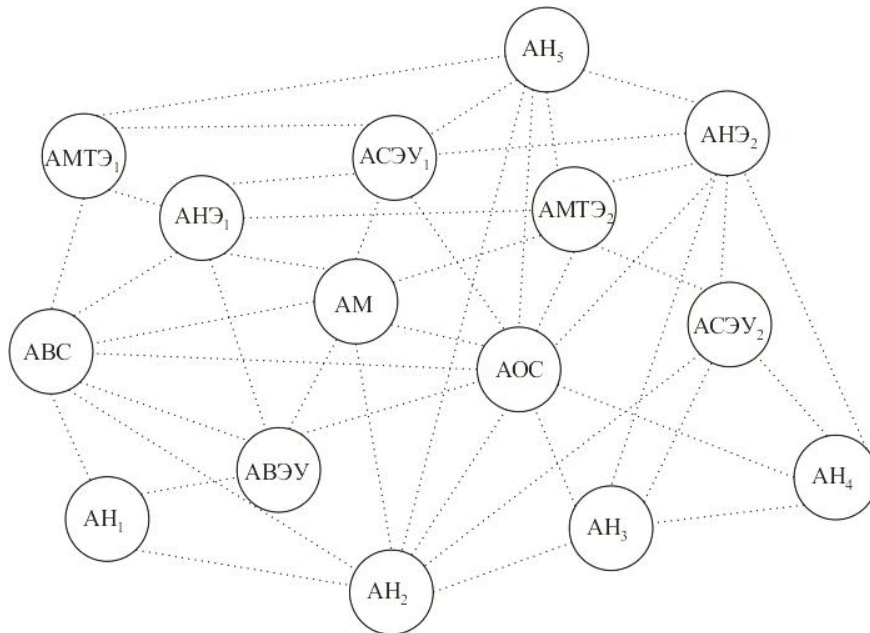 АН₅
АМТЭ₁
АСЭУ₁
АНЭ₂
АНЭ₁
АМТЭ₂
АМ
АСЭУ₂
АВС
АОС
АВЭУ
АН₁
АН₄
АН₃
АН₂